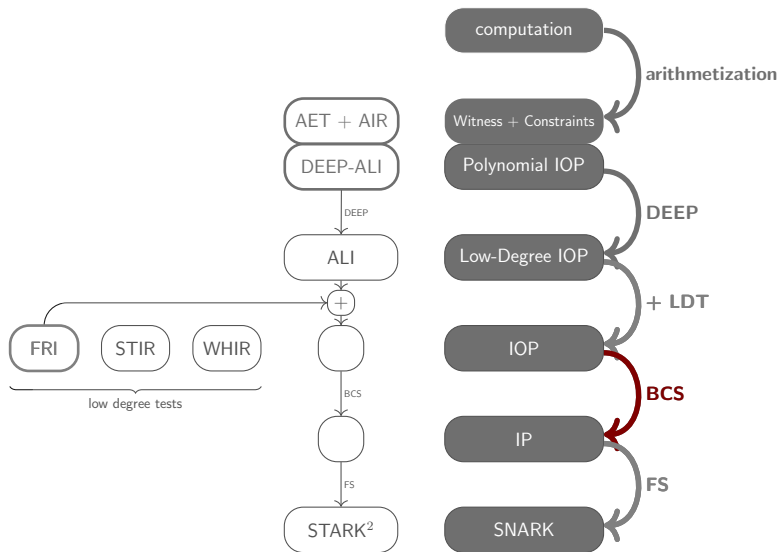 computation
arithmetization
AET + AIR
Witness + Constraints
DEEP-ALI
Polynomial IOP
DEEP
DEEP
ALI
Low-Degree IOP
+
+ LDT
FRI
STIR
WHIR
IOP
low degree tests
BCS
BCS
IP
FS
FS
STARK²
SNARK